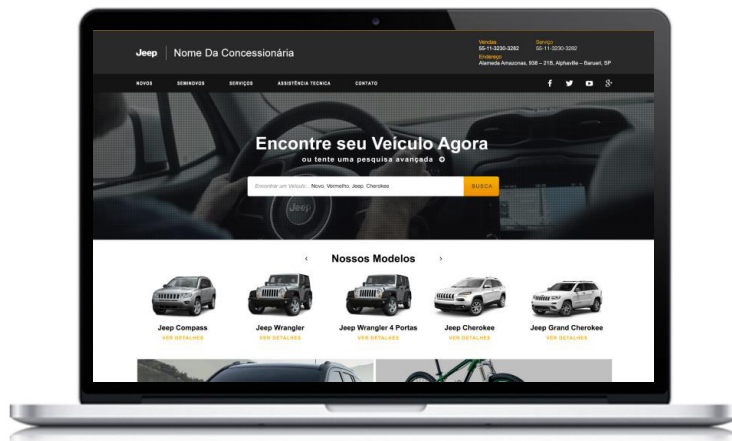 Jeep
Nome Da Concessionária
Vendas
55-11-3230-3282
Serviço
55-11-3230-3282
Endereço
Alameda Amazonas, 938 – 21B, Alphaville – Barueri, SP
NOVOS SEMINOVOS SERVIÇOS ASSISTÊNCIA TECNICA CONTATO
Encontre seu Veículo Agora
ou tente uma pesquisa avançada
Encontrar um Veículo... Novo, Vermelho, Jeep, Cherokee
BUSCA
Jeep
Nossos Modelos
Jeep Compass Jeep Wrangler Jeep Wrangler 4 Portas Jeep Cherokee Jeep Grand Cherokee
VER DETALHES VER DETALHES VER DETALHES VER DETALHES VER DETALHES